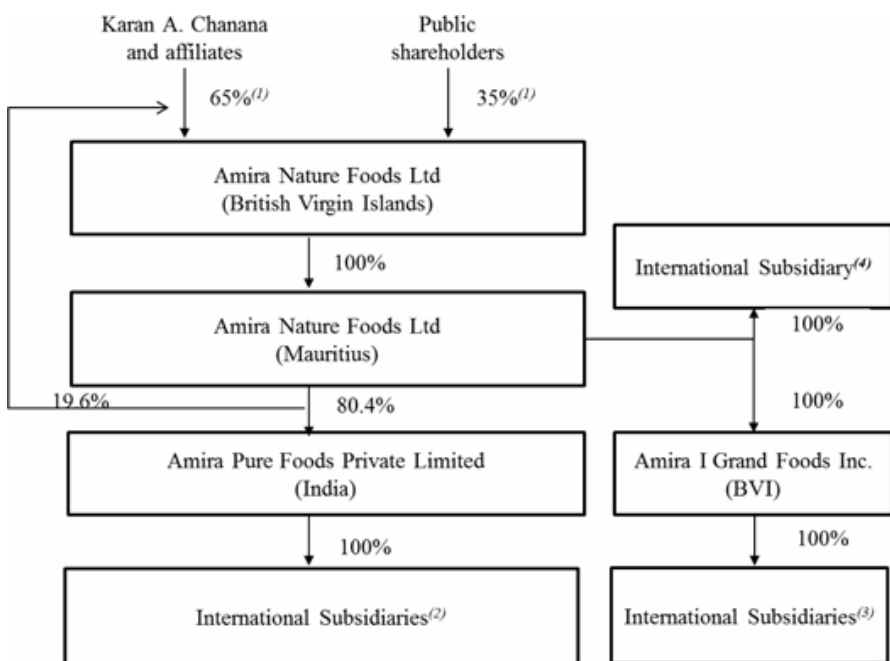 Karan A. Chanana
and affiliates
Public
shareholders
65%(1)
35%(1)
Amira Nature Foods Ltd
(British Virgin Islands)
100%
International Subsidiary(4)
Amira Nature Foods Ltd
(Mauritius)
100%
19.6%
80.4%
100%
Amira Pure Foods Private Limited
(India)
Amira I Grand Foods Inc.
(BVI)
100%
100%
International Subsidiaries(2)
International Subsidiaries(3)